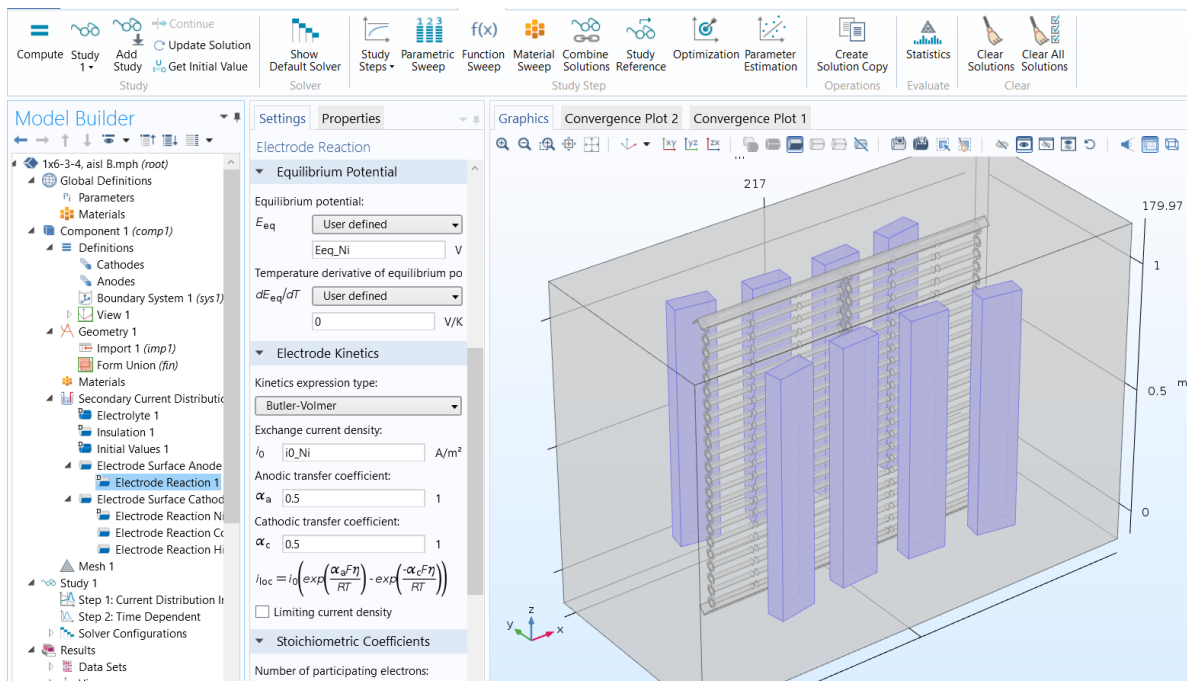 Compute
Study 1
Add Study
Continue
Update Solution
Get Initial Value
Study
Show Default Solver
Solver
Study Steps
Parametric Sweep
f(x)
Function Sweep
Material Sweep
Combine Solutions
Study Reference
Optimization
Parameter Estimation
Study Step
Create Solution Copy
Operations
Statistics
Evaluate
Clear Solutions
Clear All Solutions
Clear
Model Builder
1x6-3-4, aisl B.mph (root)
Global Definitions
Pi Parameters
Materials
Component 1 (comp1)
Definitions
Cathodes
Anodes
Boundary System 1 (sys1)
View 1
Geometry 1
Import 1 (imp1)
Form Union (fin)
Materials
Secondary Current Distributic
Electrolyte 1
Insulation 1
Initial Values 1
Electrode Surface Anode
Electrode Reaction 1
Electrode Surface Cathod
Electrode Reaction Ni
Electrode Reaction Co
Electrode Reaction Hi
Mesh 1
Study 1
Step 1: Current Distribution Ir
Step 2: Time Dependent
Solver Configurations
Results
Data Sets
Settings Properties
Electrode Reaction
Equilibrium Potential
Equilibrium potential:
Eeq User defined
Eeq_Ni V
Temperature derivative of equilibrium po
dEeq/dT User defined
0 V/K
Electrode Kinetics
Kinetics expression type:
Butler-Volmer
Exchange current density:
i0 i0_Ni A/m²
Anodic transfer coefficient:
αa 0.5 1
Cathodic transfer coefficient:
αc 0.5 1
iloc = i0(exp(αaFη/RT) - exp(-αcFη/RT))
Limiting current density
Stoichiometric Coefficients
Number of participating electrons:
Graphics Convergence Plot 2 Convergence Plot 1
xy yz zx
m
217
179.97
1
m
0.5
0
z
y x